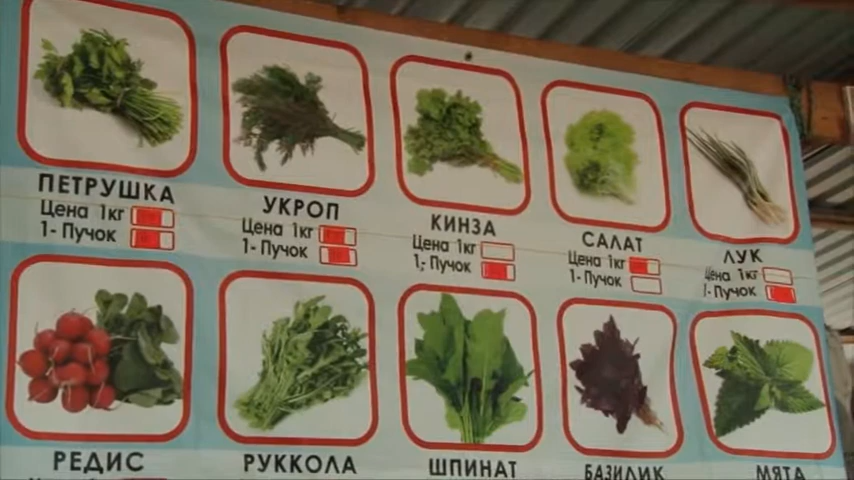 ПЕТРУШКА
Цена 1кг
1- Пучок
УКРОП
Цена 1кг
1- Пучок
КИНЗА
Цена 1кг
1,- Пучок
САЛАТ
Цена 1кг
1- Пучок
ЛУК
Цена 1кг
1- Пучок
РЕДИС
РУККОЛА
ШПИНАТ
БАЗИЛИК
МЯТА